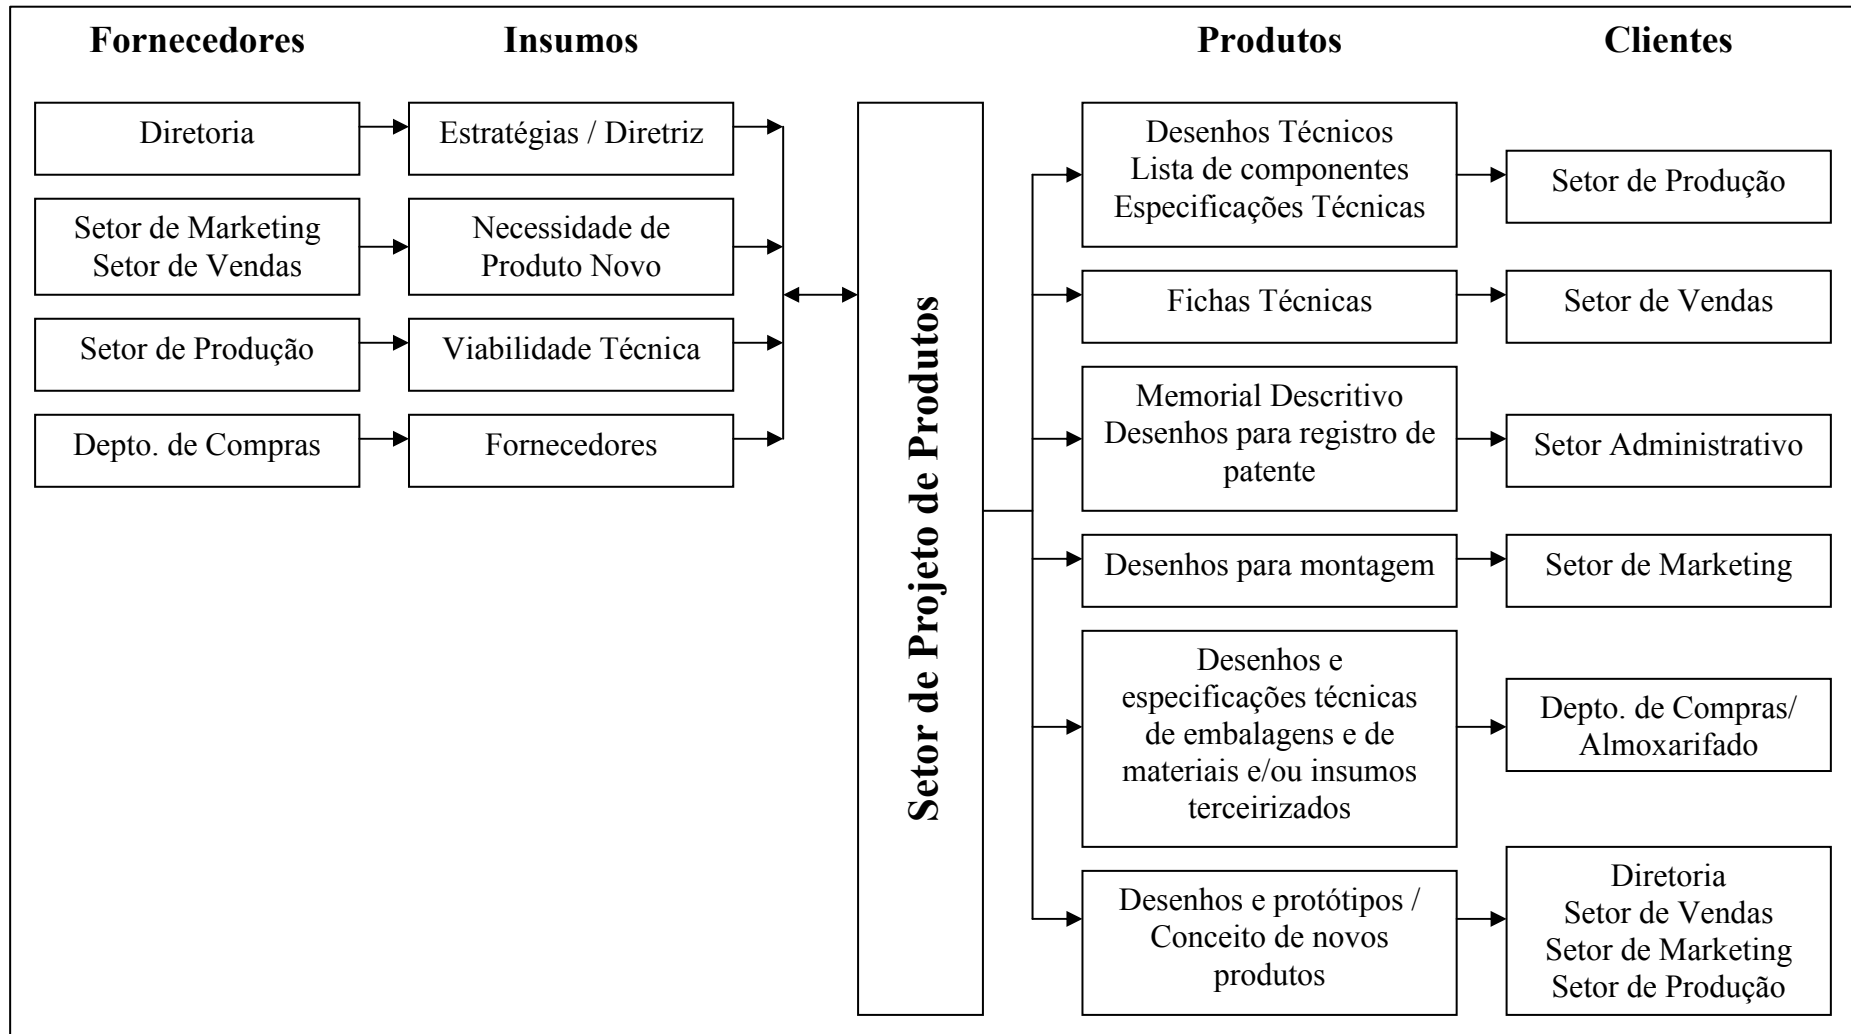 Fornecedores
Insumos
Produtos
Clientes
Diretoria
Estratégias / Diretriz
Setor de Marketing
Setor de Vendas
Necessidade de
Produto Novo
Setor de Produção
Viabilidade Técnica
Depto. de Compras
Fornecedores
Setor de Projeto de Produtos
Desenhos Técnicos
Lista de componentes
Especificações Técnicas
Setor de Produção
Fichas Técnicas
Setor de Vendas
Memorial Descritivo
Desenhos para registro de
patente
Setor Administrativo
Desenhos para montagem
Setor de Marketing
Desenhos e
especificações técnicas
de embalagens e de
materiais e/ou insumos
terceirizados
Depto. de Compras/
Almoxarifado
Desenhos e protótipos /
Conceito de novos
produtos
Diretoria
Setor de Vendas
Setor de Marketing
Setor de Produção